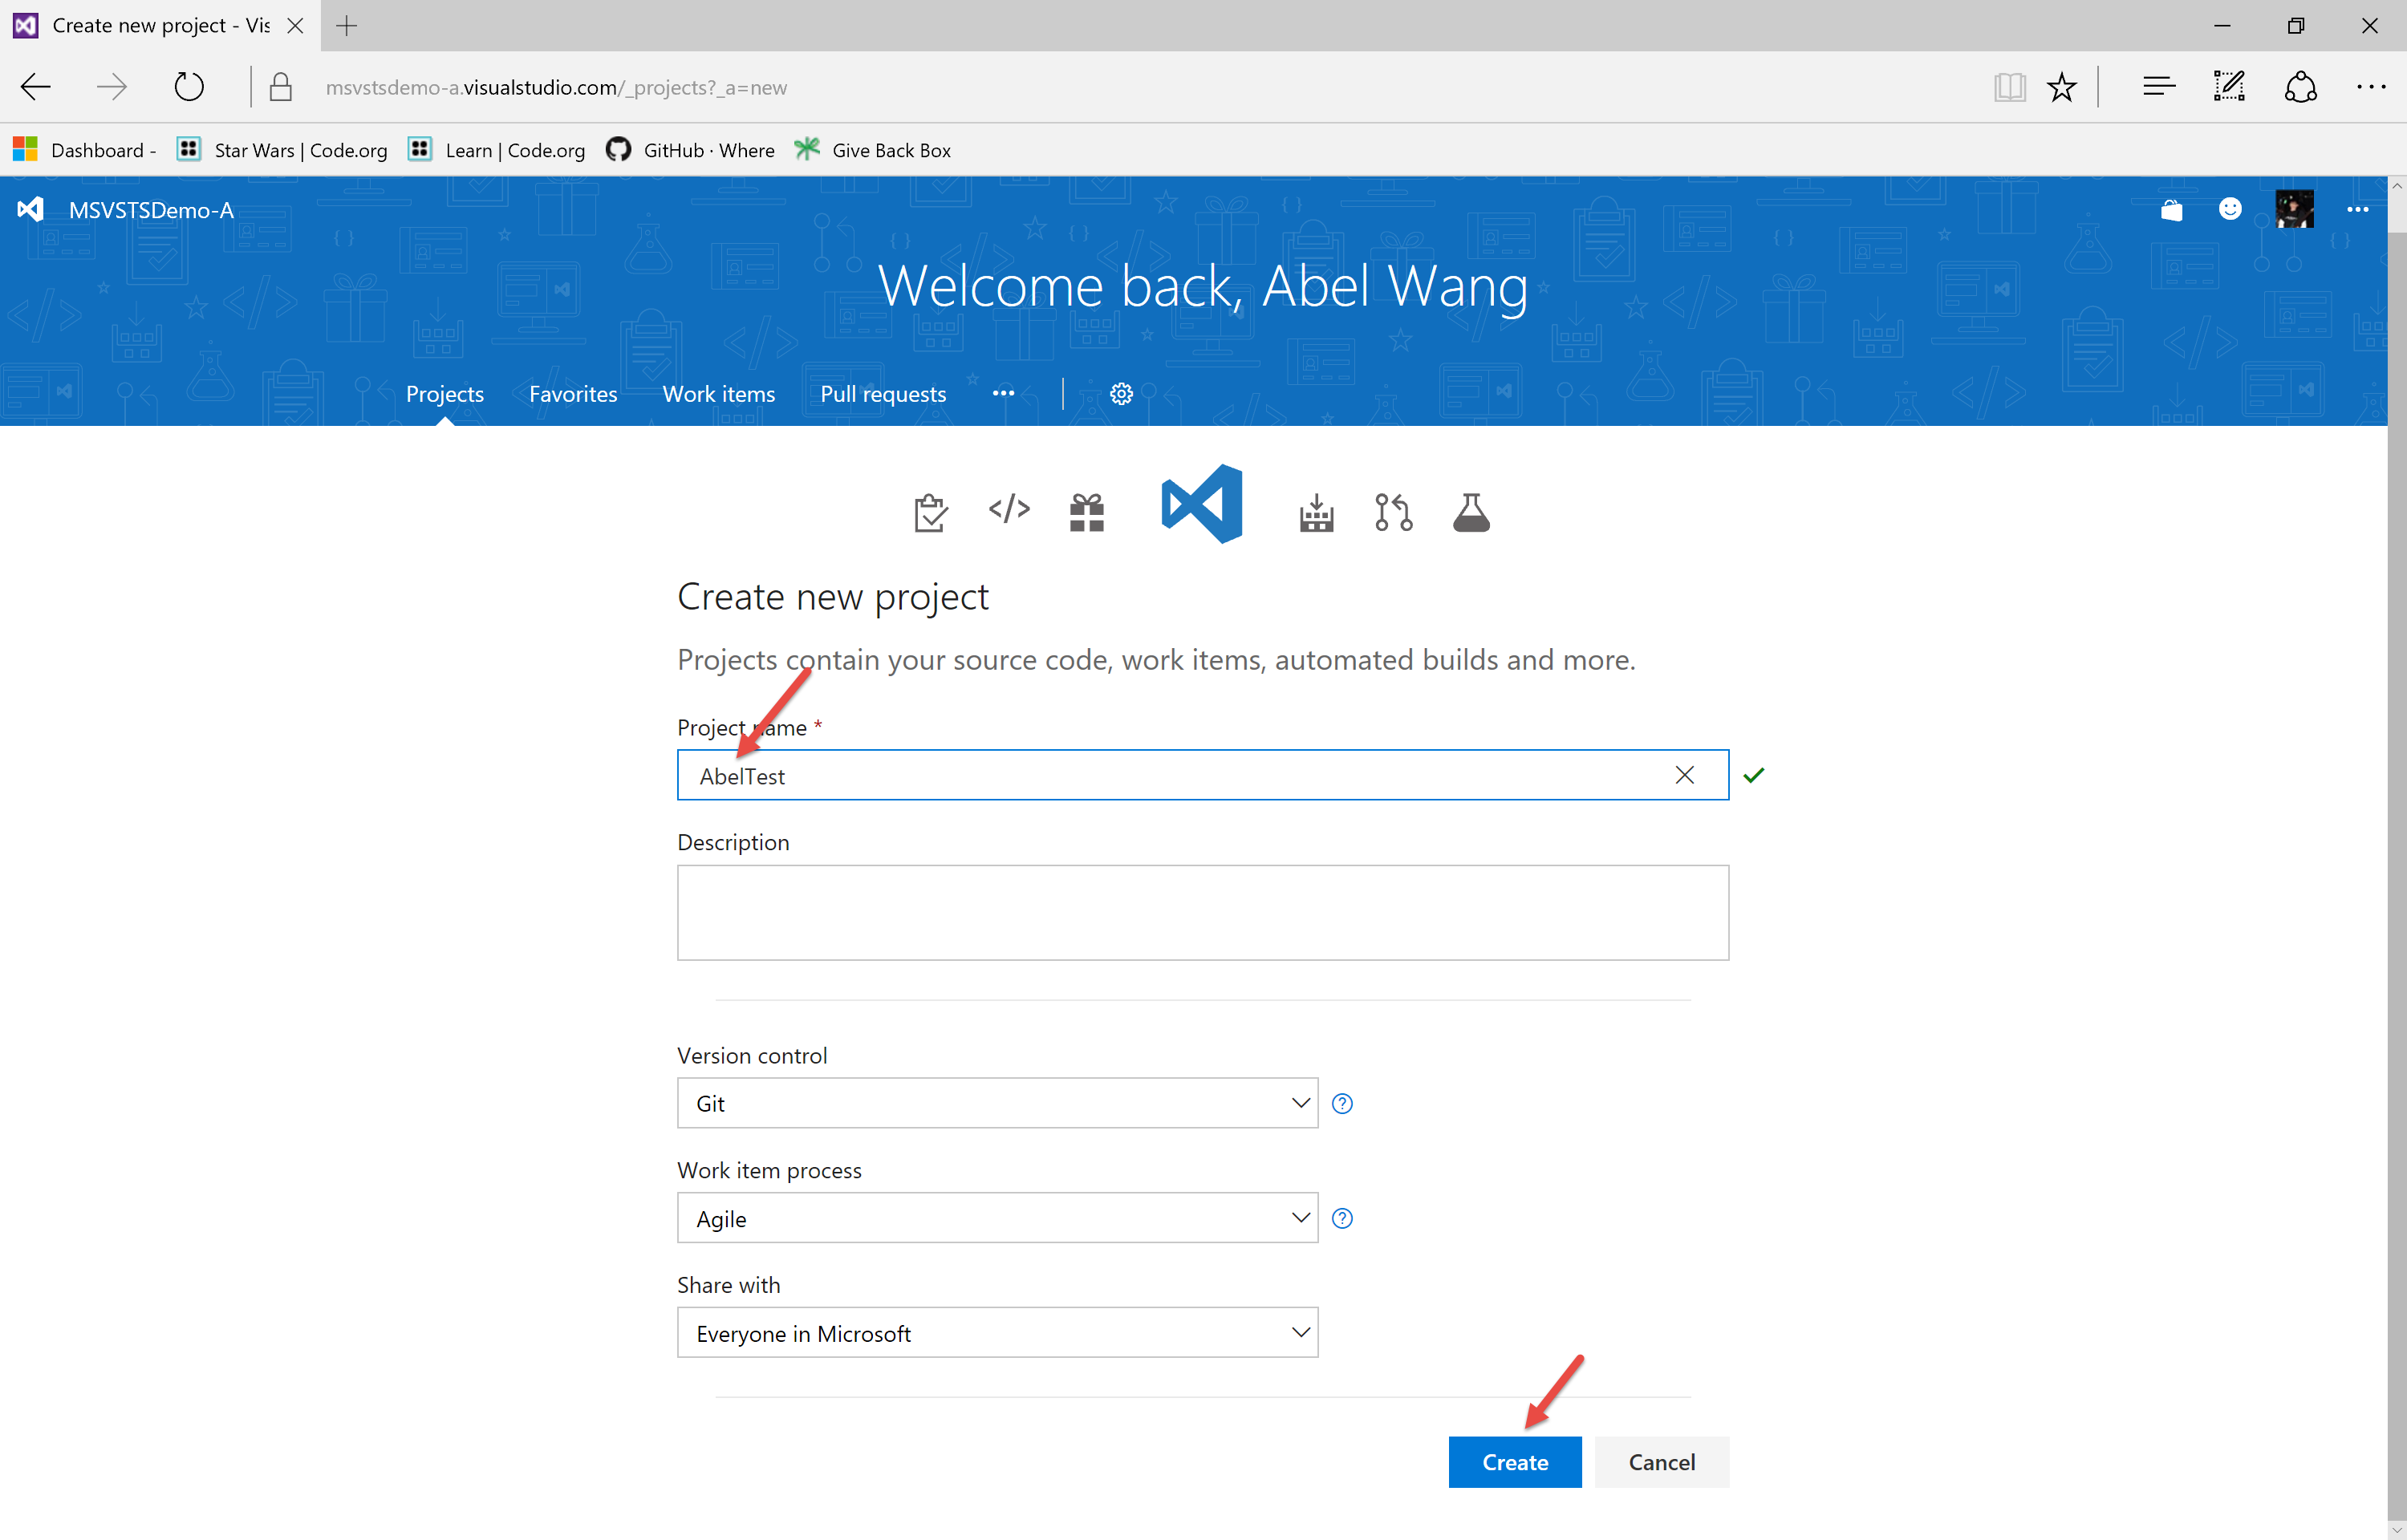 Create new project - Vis
msvstsdemo-a.visualstudio.com/_projects?_a=new
Dashboard - Star Wars | Code.org Learn | Code.org GitHub · Where Give Back Box
MSVSTSDemo-A
Welcome back, Abel Wang
Projects Favorites Work items Pull requests
Create new project
Projects contain your source code, work items, automated builds and more.
Project name *
AbelTest
Description
Version control
Git
Work item process
Agile
Share with
Everyone in Microsoft
Create Cancel